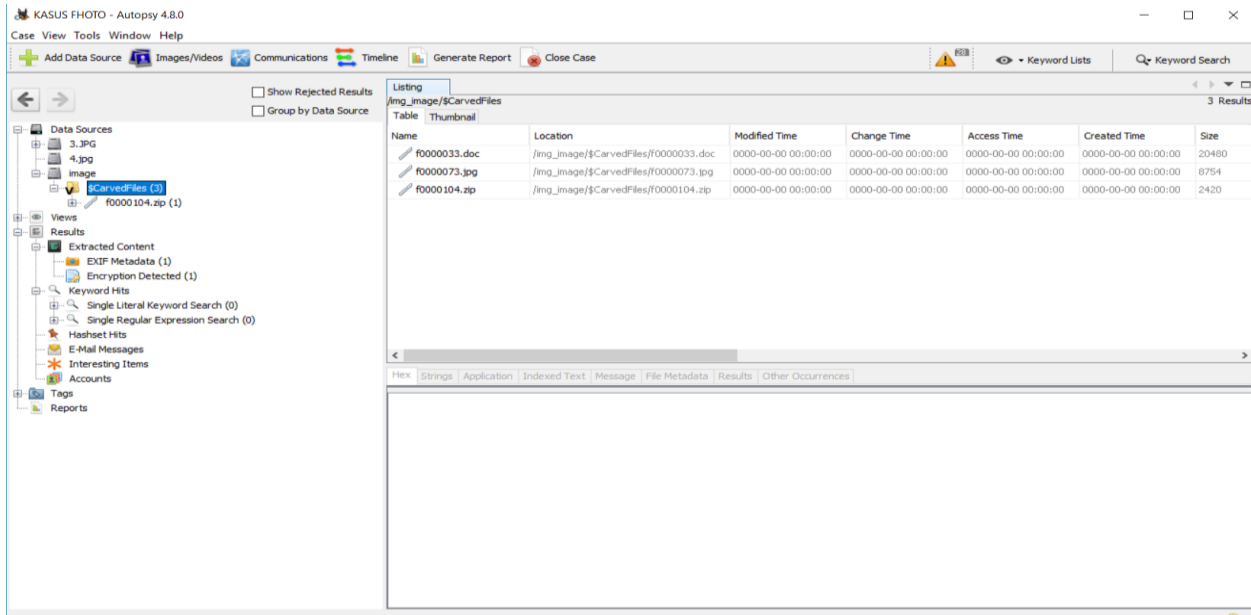 KASUS FHOTO - Autopsy 4.8.0
Case View Tools Window Help
Add Data Source Images/Videos Communications Timeline Generate Report Close Case Keyword Lists Keyword Search
Show Rejected Results
Group by Data Source
Data Sources
3.JPG
4.jpg
image
$CarvedFiles (3)
f0000104.zip (1)
Views
Results
Extracted Content
EXIF Metadata (1)
Encryption Detected (1)
Keyword Hits
Single Literal Keyword Search (0)
Single Regular Expression Search (0)
Hashset Hits
E-Mail Messages
Interesting Items
Accounts
Tags
Reports
Listing
/img_image/$CarvedFiles 3 Results
Table Thumbnail
Name Location Modified Time Change Time Access Time Created Time Size
f0000033.doc /img_image/$CarvedFiles/f0000033.doc 0000-00-00 00:00:00 0000-00-00 00:00:00 0000-00-00 00:00:00 0000-00-00 00:00:00 20480
f0000073.jpg /img_image/$CarvedFiles/f0000073.jpg 0000-00-00 00:00:00 0000-00-00 00:00:00 0000-00-00 00:00:00 0000-00-00 00:00:00 8754
f0000104.zip /img_image/$CarvedFiles/f0000104.zip 0000-00-00 00:00:00 0000-00-00 00:00:00 0000-00-00 00:00:00 0000-00-00 00:00:00 2420
Hex Strings Application Indexed Text Message File Metadata Results Other Occurrences